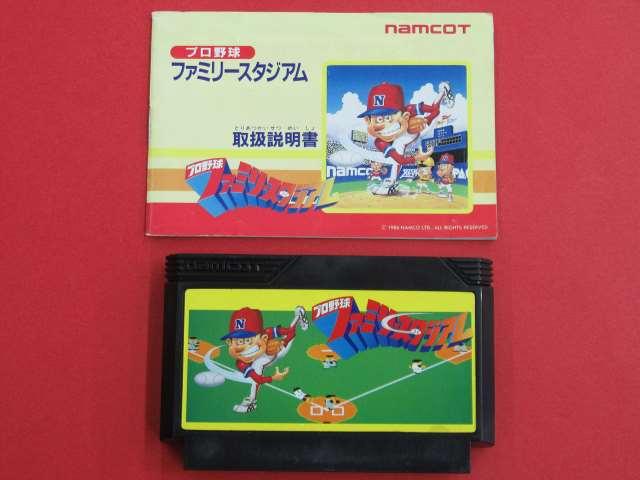 namcoT
プロ野球
ファミリースタジアム
とりあつかいせつ めい しょ
取扱説明書
N
namco
プロ野球
ファミリースタジアム
© 1986 NAMCO LTD., ALL RIGHTS RESERVED
namcoT
プロ野球
ファミリースタジアム
N